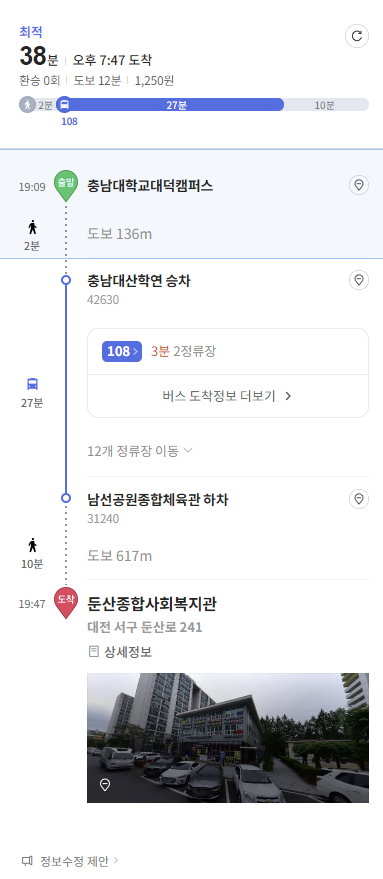 최적
38분 오후 7:47 도착
환승 0회 도보 12분 1,250원
2분 27분 10분
108
19:09 출발 충남대학교대덕캠퍼스
도보 136m
2분
충남대산학연 승차
42630
108 3분 2정류장
버스 도착정보 더보기
27분
12개 정류장 이동
남선공원종합체육관 하차
31240
도보 617m
10분
19:47 도착 둔산종합사회복지관
대전 서구 둔산로 241
상세정보
정보수정 제안